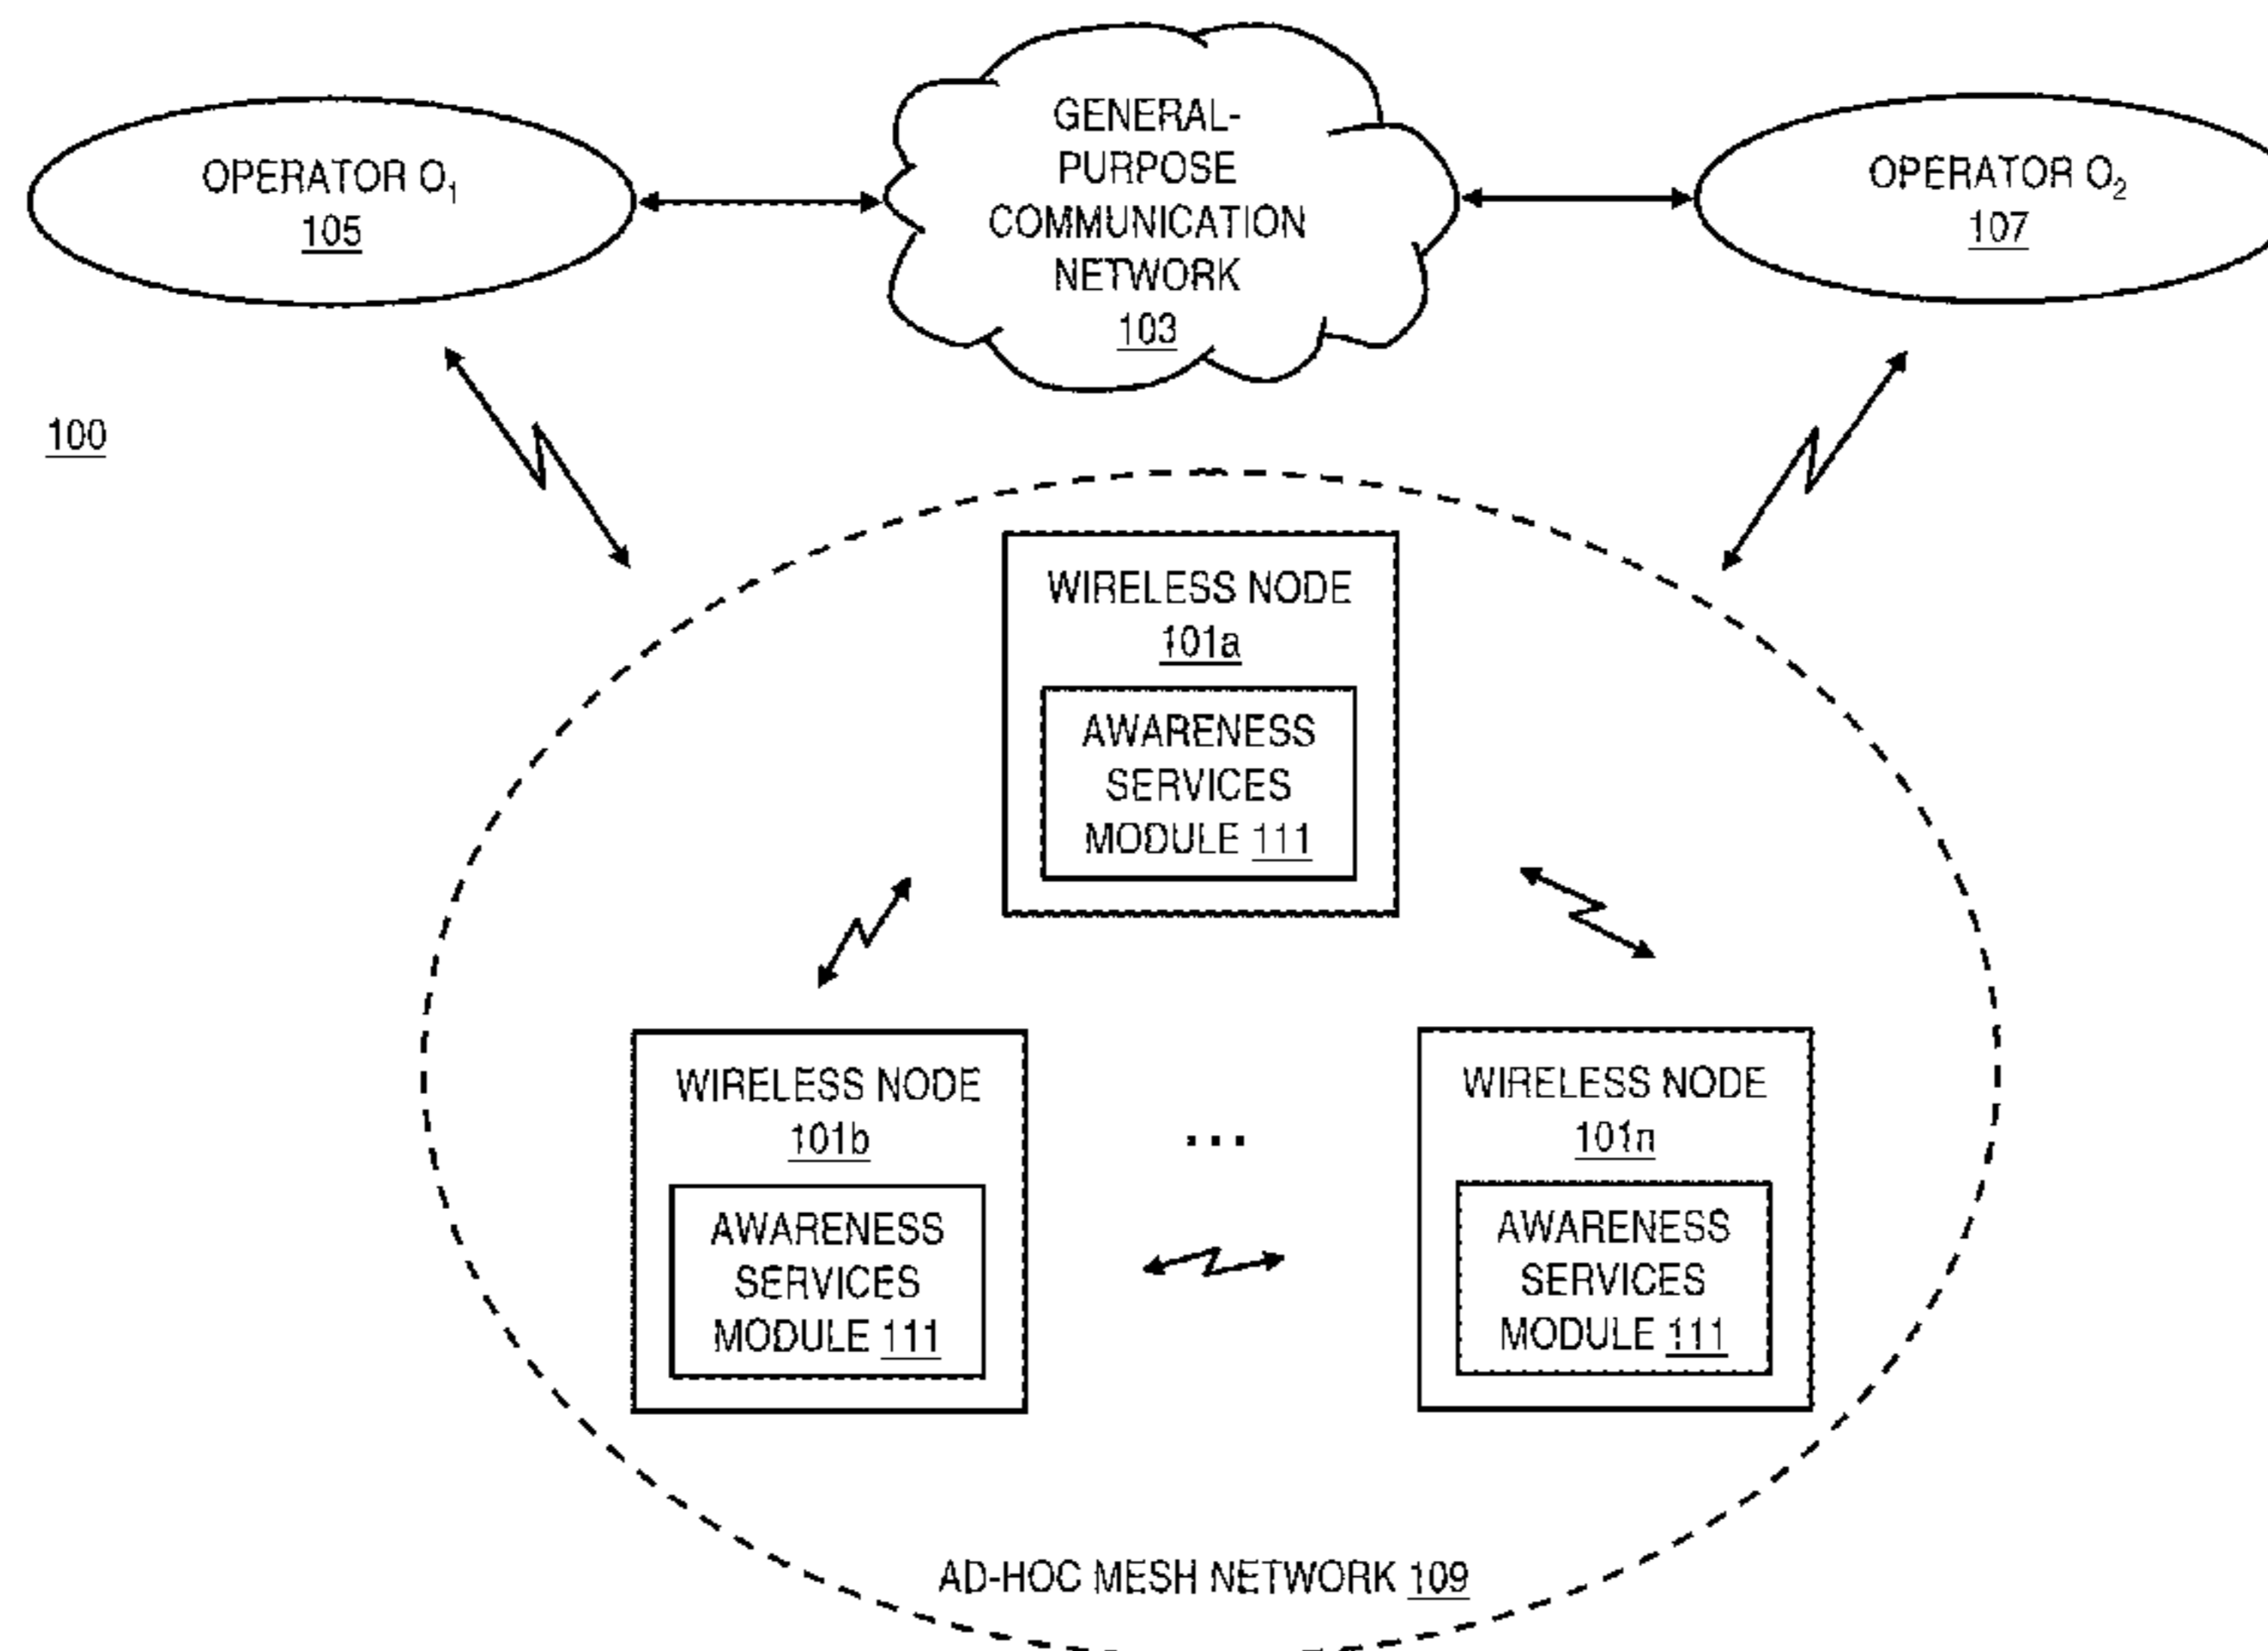 GENERAL-
PURPOSE
COMMUNICATION
NETWORK
103
OPERATOR O₁
105
OPERATOR O₂
107
100
WIRELESS NODE
101a
AWARENESS
SERVICES
MODULE 111
WIRELESS NODE
101b
AWARENESS
SERVICES
MODULE 111
...
WIRELESS NODE
101n
AWARENESS
SERVICES
MODULE 111
AD-HOC MESH NETWORK 109